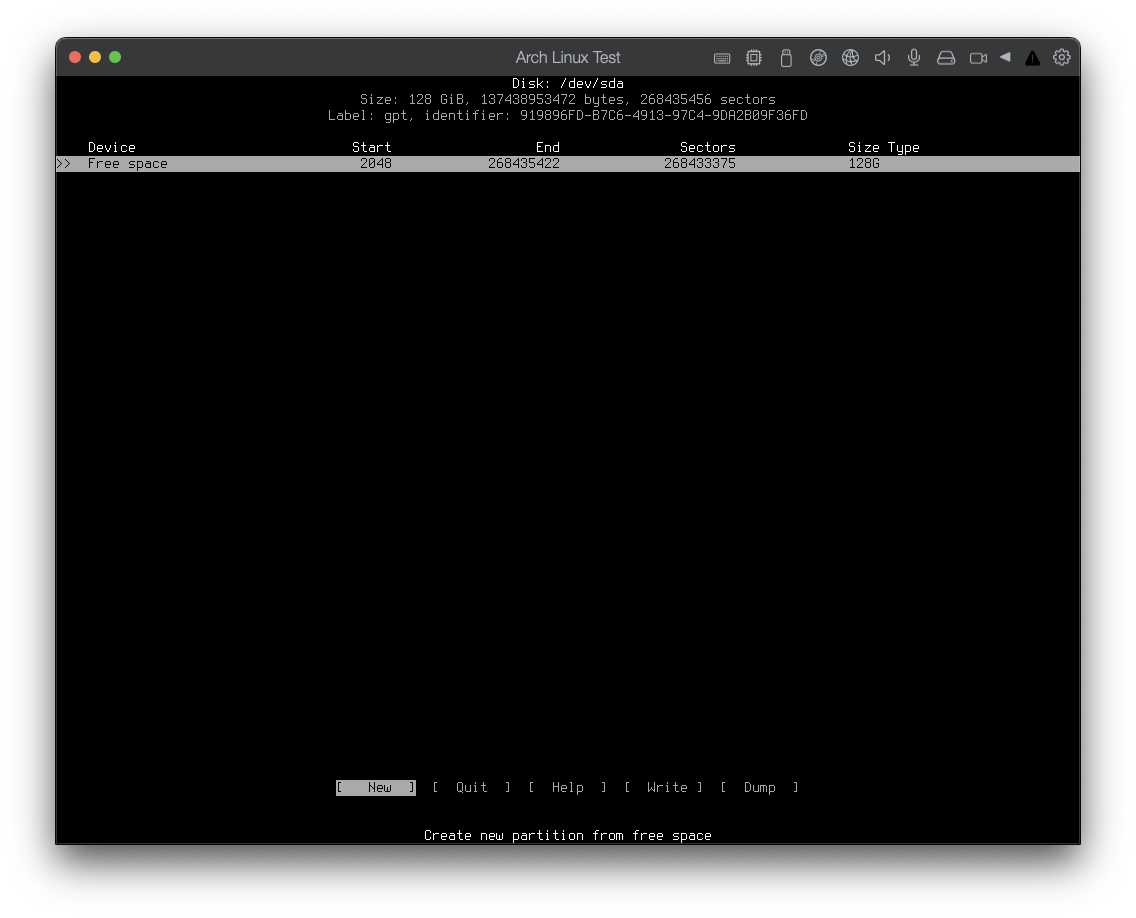 Arch Linux Test
Disk: /dev/sda
Size: 128 GiB, 137438953472 bytes, 268435456 sectors
Label: gpt, identifier: 919896FD-B7C6-4913-97C4-9DA2B09F36FD
Device Start End Sectors Size Type
>> Free space 2048 268435422 268433375 128G
[ New ] [ Quit ] [ Help ] [ Write ] [ Dump ]
Create new partition from free space